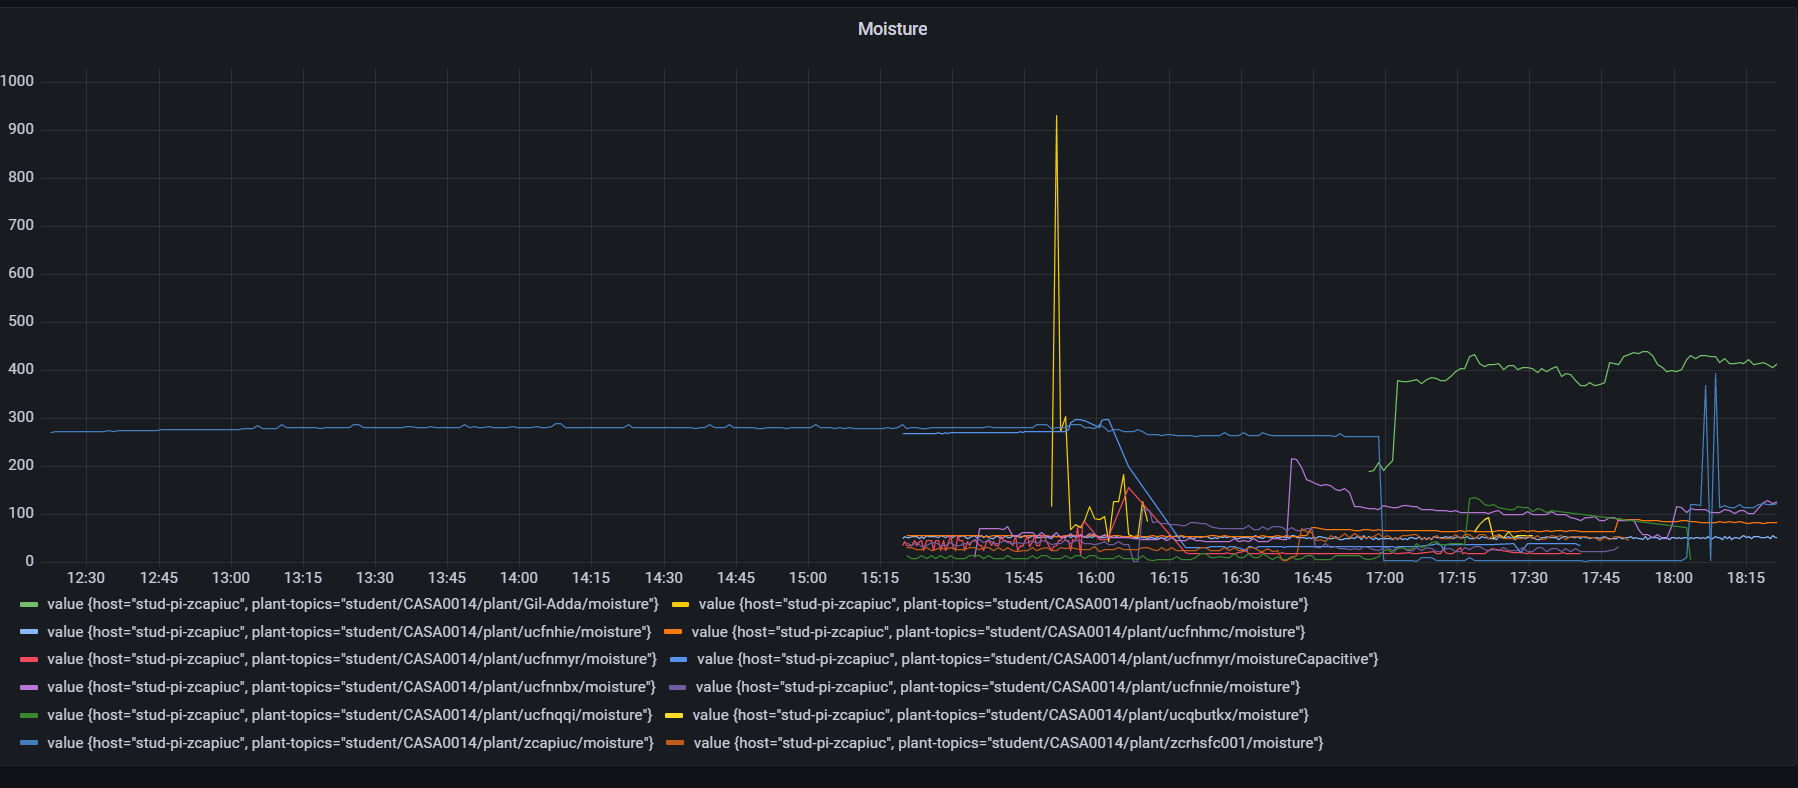 Moisture
1000
900
800
700
600
500
400
300
200
100
0
12:30 12:45 13:00 13:15 13:30 13:45 14:00 14:15 14:30 14:45 15:00 15:15 15:30 15:45 16:00 16:15 16:30 16:45 17:00 17:15 17:30 17:45 18:00 18:15
value {host="stud-pi-zcapiuc", plant-topics="student/CASA0014/plant/Gil-Adda/moisture"} value {host="stud-pi-zcapiuc", plant-topics="student/CASA0014/plant/ucfnaob/moisture"}
value {host="stud-pi-zcapiuc", plant-topics="student/CASA0014/plant/ucfnhie/moisture"} value {host="stud-pi-zcapiuc", plant-topics="student/CASA0014/plant/ucfnhmc/moisture"}
value {host="stud-pi-zcapiuc", plant-topics="student/CASA0014/plant/ucfnmyr/moisture"} value {host="stud-pi-zcapiuc", plant-topics="student/CASA0014/plant/ucfnmyr/moistureCapacitive"}
value {host="stud-pi-zcapiuc", plant-topics="student/CASA0014/plant/ucfnnbx/moisture"} value {host="stud-pi-zcapiuc", plant-topics="student/CASA0014/plant/ucfnnie/moisture"}
value {host="stud-pi-zcapiuc", plant-topics="student/CASA0014/plant/ucfnqqi/moisture"} value {host="stud-pi-zcapiuc", plant-topics="student/CASA0014/plant/ucqbutkx/moisture"}
value {host="stud-pi-zcapiuc", plant-topics="student/CASA0014/plant/zcapiuc/moisture"} value {host="stud-pi-zcapiuc", plant-topics="student/CASA0014/plant/zcrhsfc001/moisture"}